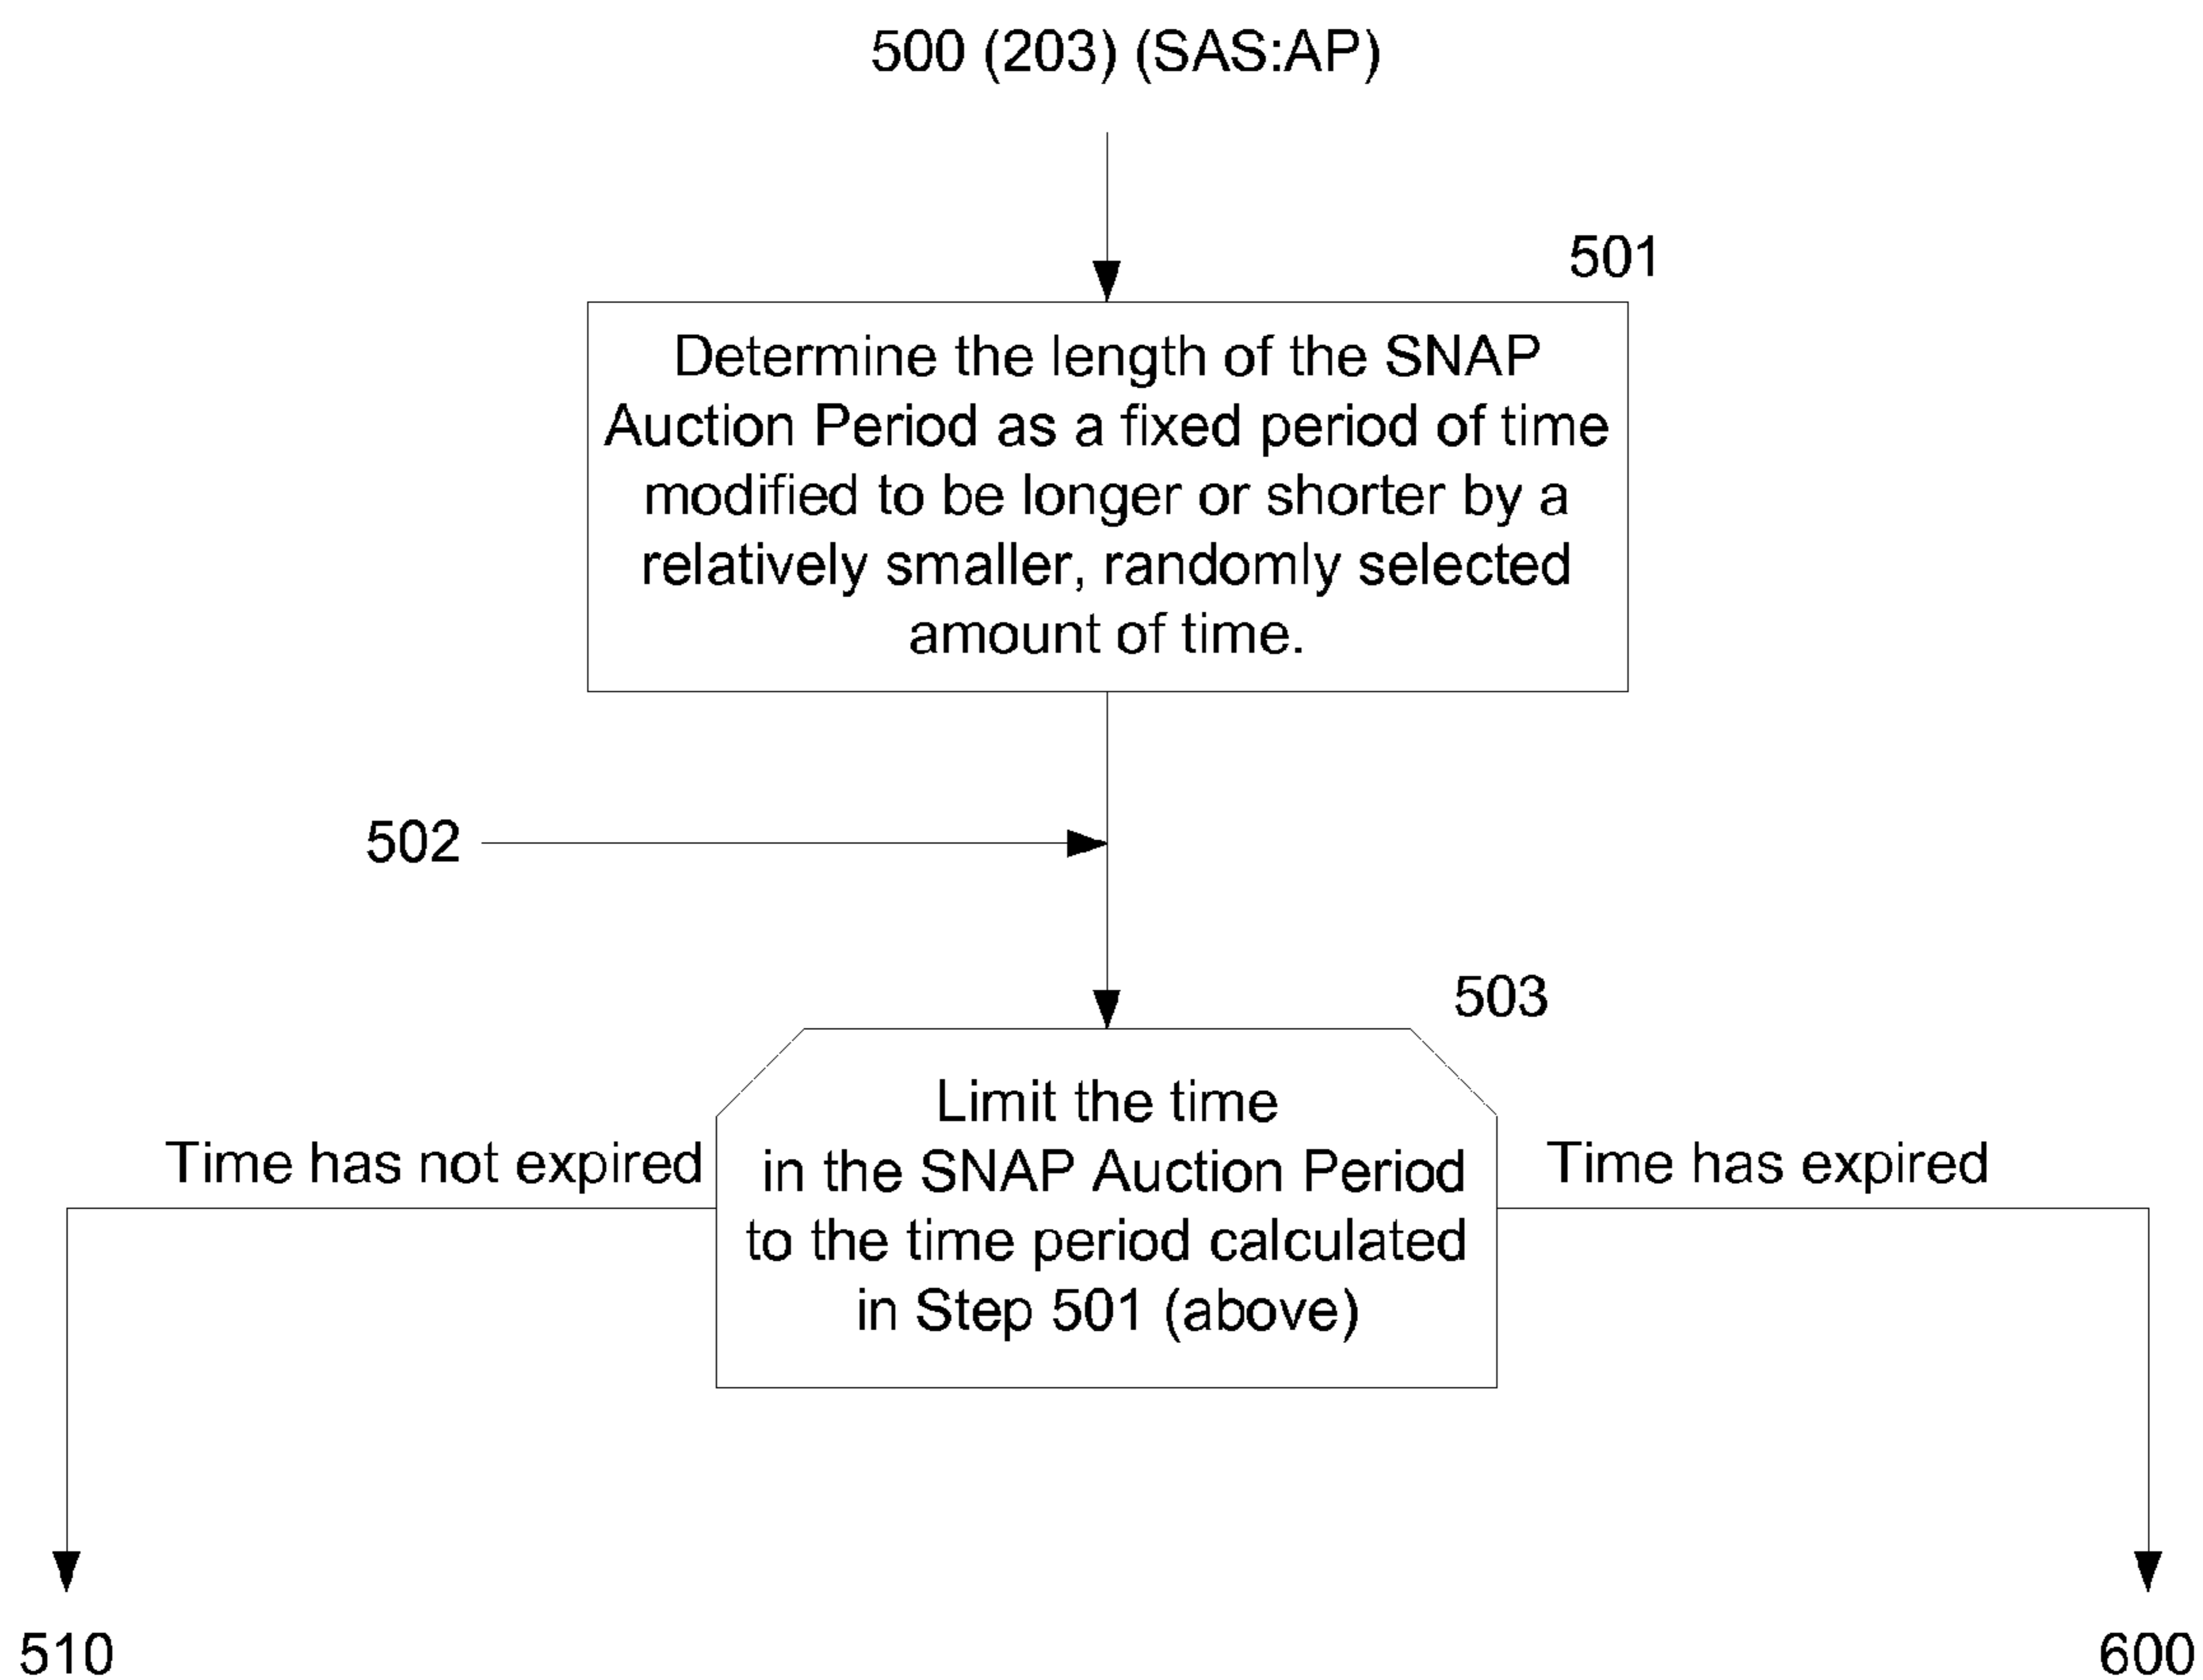 500 (203) (SAS:AP)
501
Determine the length of the SNAP
Auction Period as a fixed period of time
modified to be longer or shorter by a
relatively smaller, randomly selected
amount of time.
502
503
Limit the time
in the SNAP Auction Period
to the time period calculated
in Step 501 (above)
Time has not expired
Time has expired
510
600